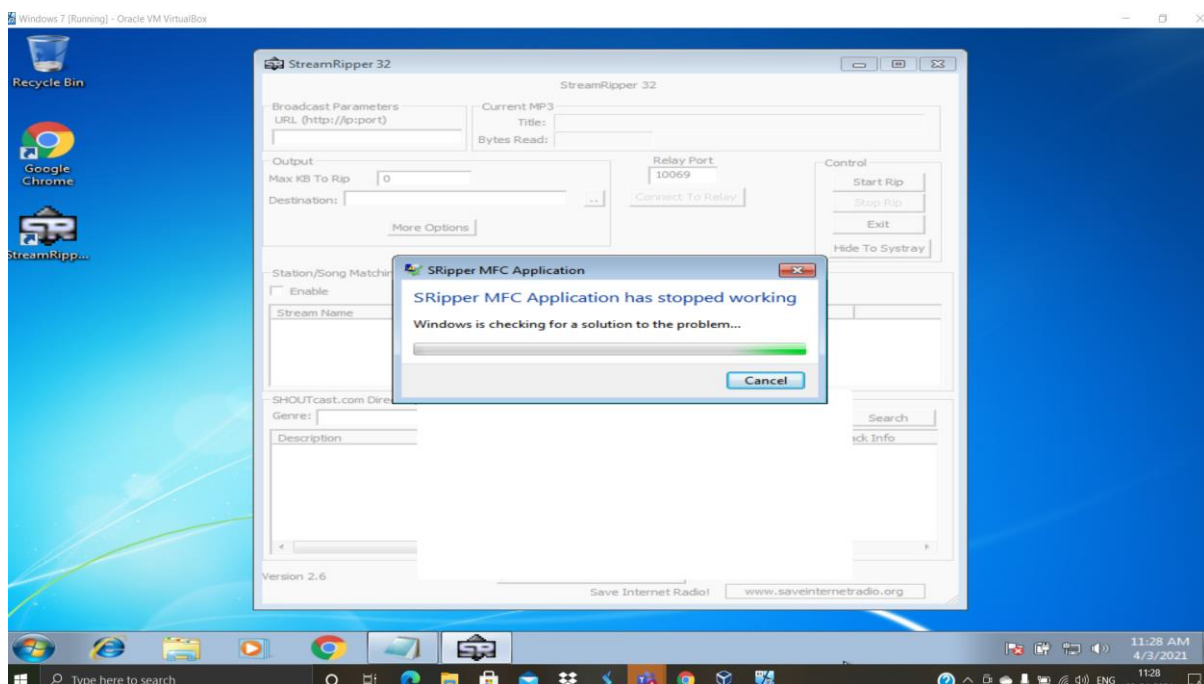 Windows 7 [Running] - Oracle VM VirtualBox
Recycle Bin
Google
Chrome
StreamRipp...
StreamRipper 32
StreamRipper 32
Broadcast Parameters
URL (http://ip:port)
Current MP3
Title:
Bytes Read:
Output
Max KB To Rip 0
Destination: ..
More Options
Relay Port
10069
Connect To Relay
Control
Start Rip
Stop Rip
Exit
Hide To Systray
Station/Song Matchin
Enable
Stream Name
SRipper MFC Application
SRipper MFC Application has stopped working
Windows is checking for a solution to the problem...
Cancel
SHOUTcast.com Dire
Genre:
Search
Description
ack Info
Version 2.6
Save Internet Radio!
www.saveinternetradio.org
11:28 AM
4/3/2021
Type here to search
ENG
11:28